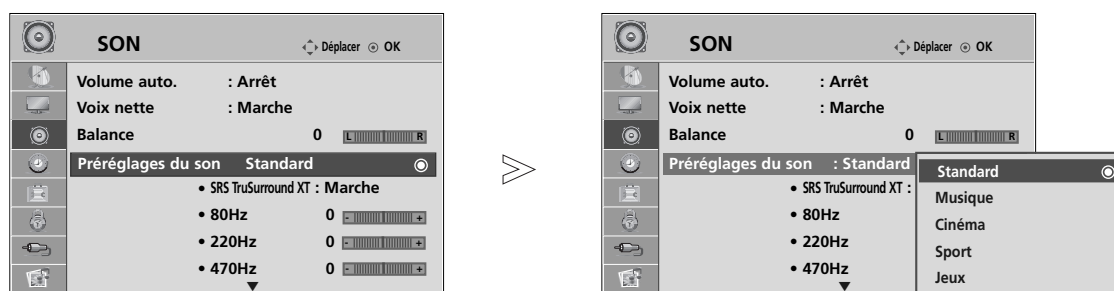 SON Déplacer OK
Volume auto. : Arrêt
Voix nette : Marche
Balance 0 L R
Préréglages du son Standard
• SRS TruSurround XT : Marche
• 80Hz 0 - +
• 220Hz 0 - +
• 470Hz 0 - +
SON Déplacer OK
Volume auto. : Arrêt
Voix nette : Marche
Balance 0 L R
Préréglages du son : Standard
• SRS TruSurround XT :
• 80Hz
• 220Hz
• 470Hz
Standard
Musique
Cinéma
Sport
Jeux